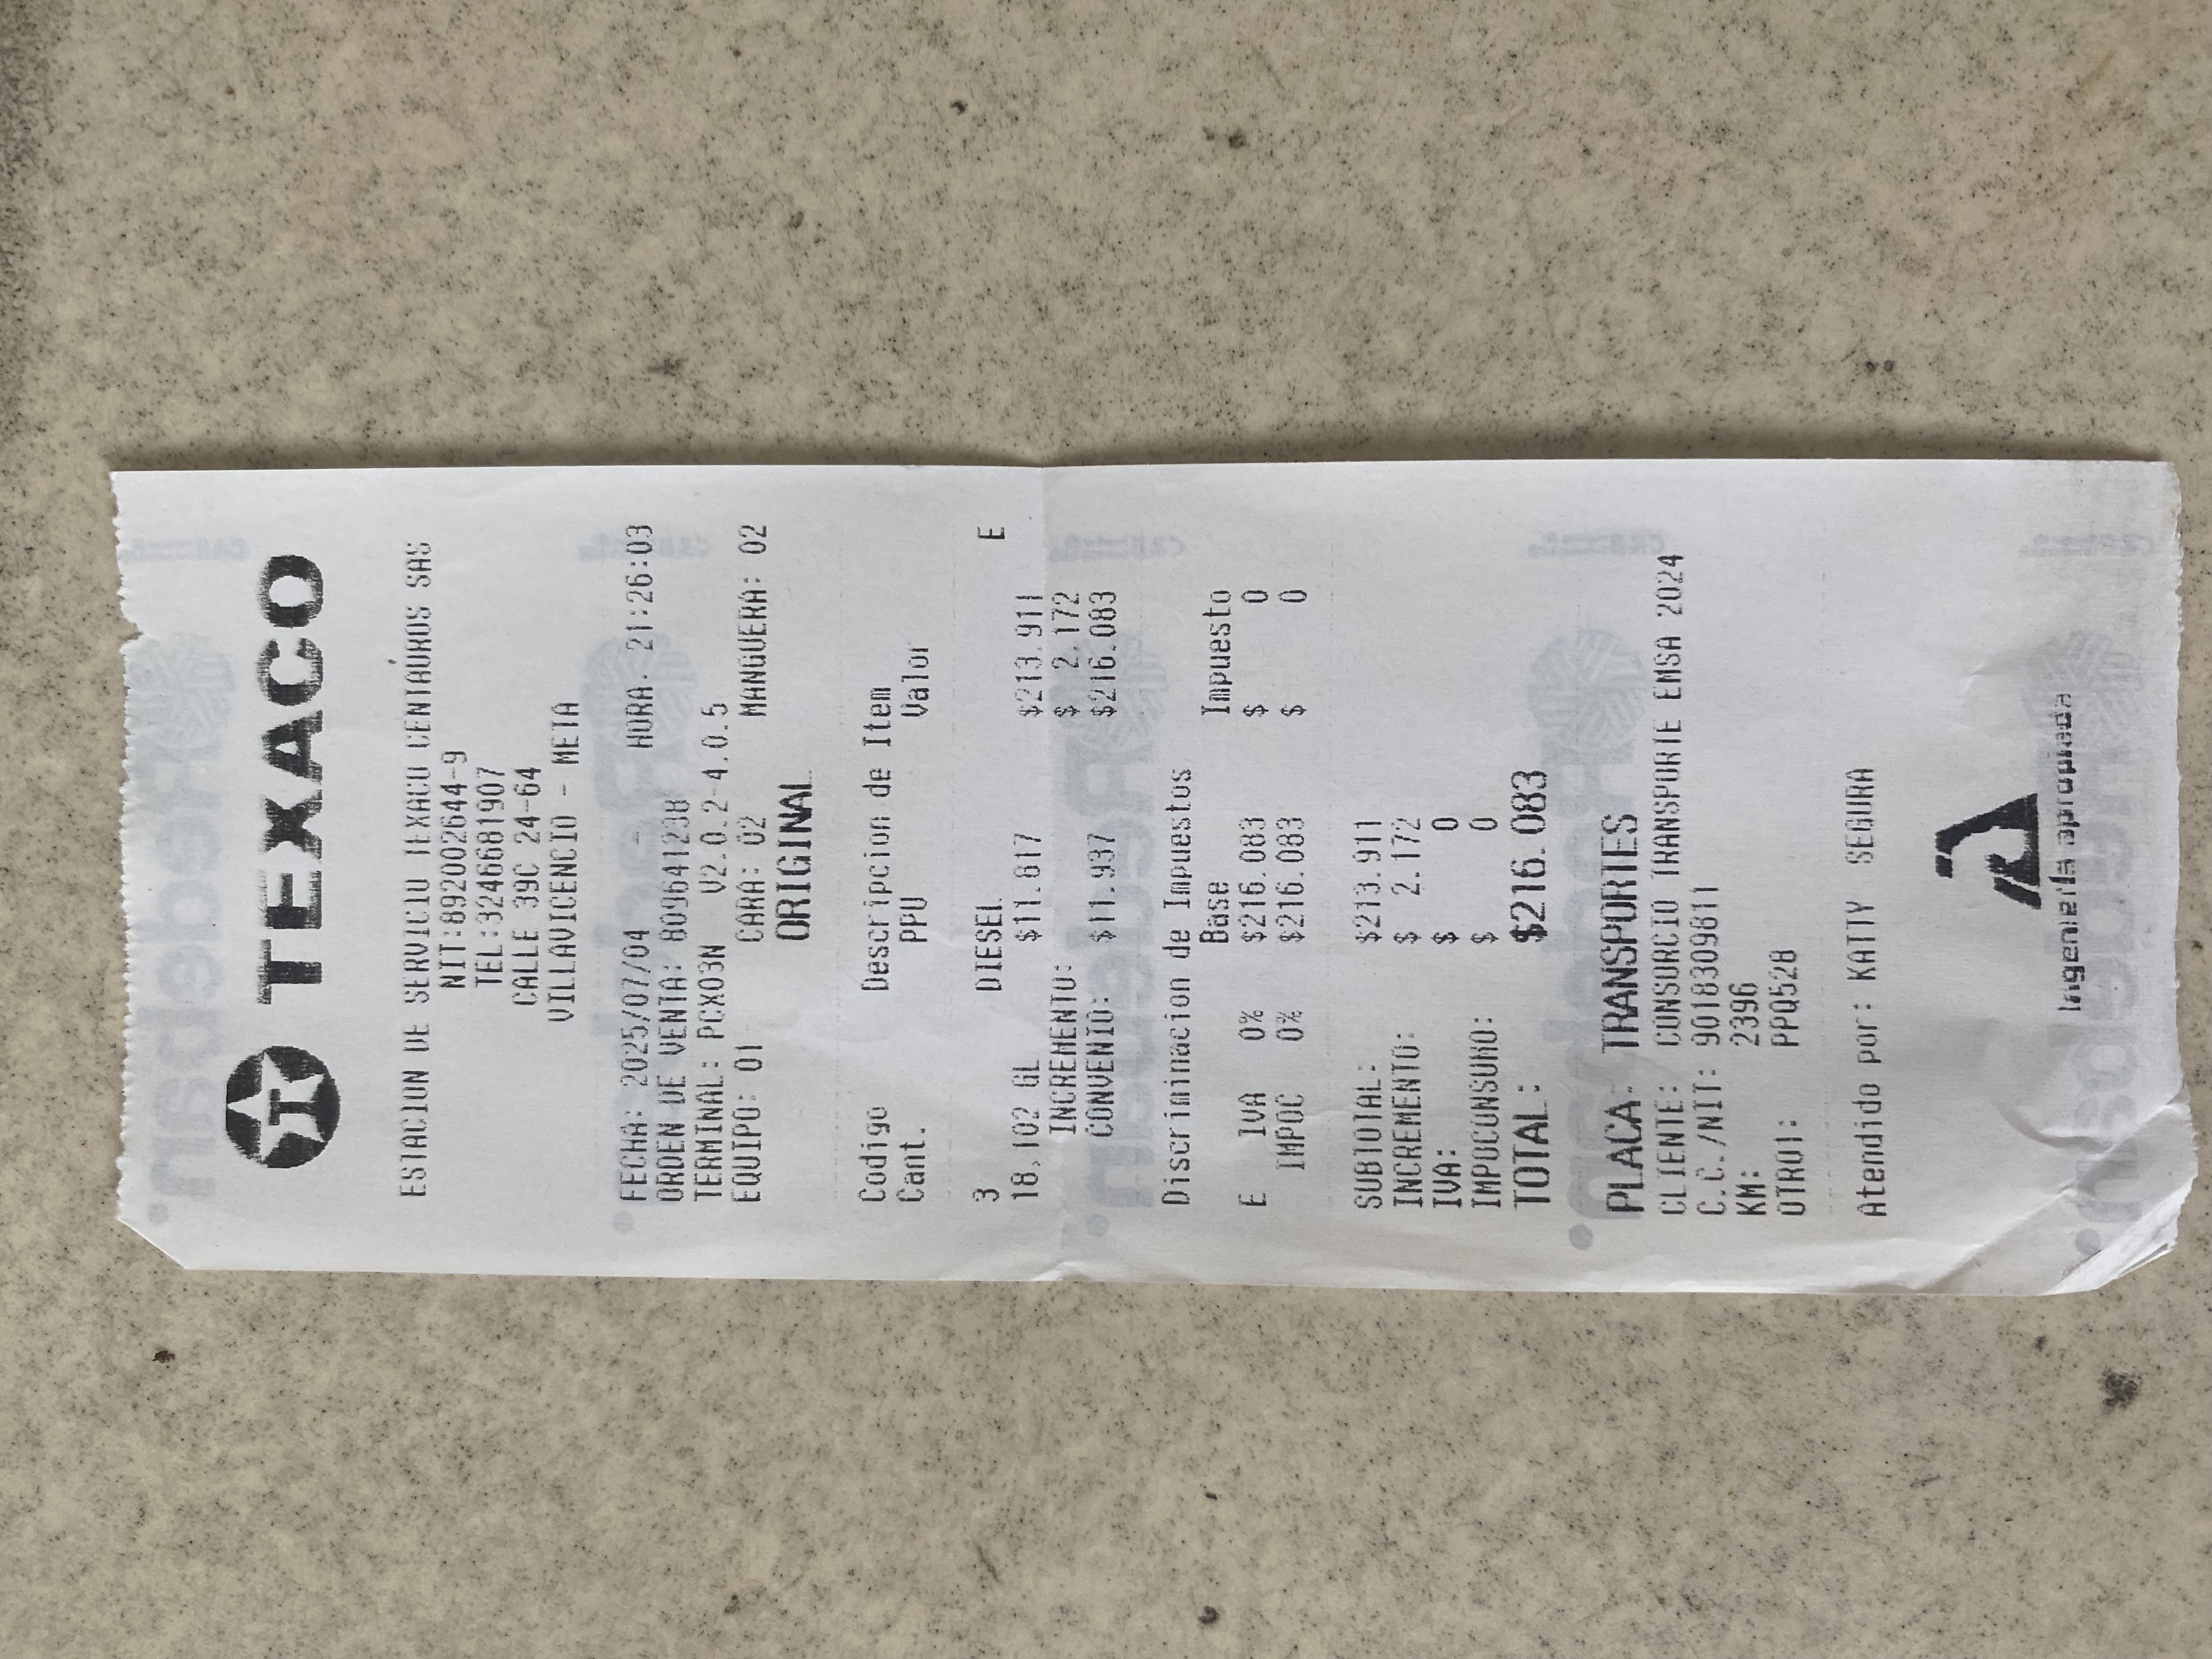 TEXACO
ESTACION DE SERVICIO TEXACO CENTÁUROS SAS
NIT:892002644-9
TEL:3246681907
CALLE 39C 24-64
VILLAVICENCIO - META
FECHA: 2025/07/04 - HORA. 21:26:03
ORDEN DE VENTA: 809641238
TERMINAL: PCX03N V2.0.2-4.0.5
EQUIPO: 01 CARA: 02 MANGUERA: 02
ORIGINAL
Codigo Descripcion de Item
Cant. PPU Valor
3 DIESEL E
18.102 GL $11.817 $213.911
INCREMENTO: $ 2.172
CONVENIO: $11.937 $216.083
Discriminacion de Impuestos
Base Impuesto
E IVA 0% $216.083 $ 0
IMPOC 0% $216.083 $ 0
SUBTOTAL: $213.911
INCREMENTO: $ 2.172
IVA: $ 0
IMPOCONSUMO: $ 0
TOTAL: $216.083
PLACA: TRANSPORTES
CLIENTE: CONSORCIO TRANSPORTE EMSA 2024
C.C./NIT: 9018309811
KM: 2396
OTRO1: PPQ528
Atendido por: KATTY SEGURA
Ingeniería apropiada